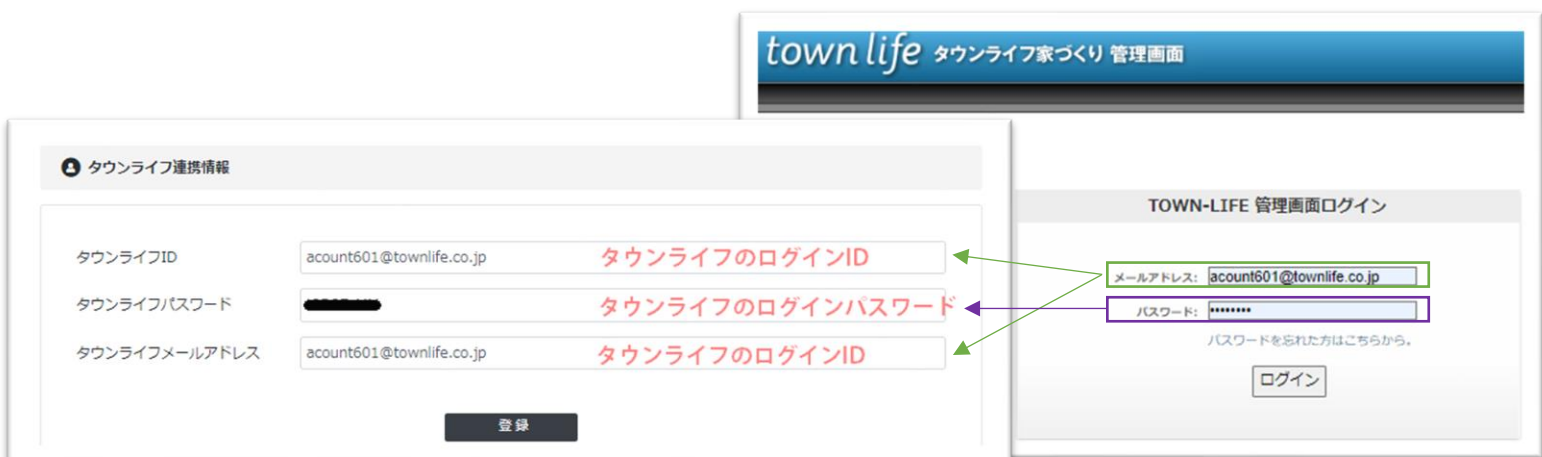 town life タウンライフ家づくり 管理画面
タウンライフ連携情報
タウンライフID acount601@townlife.co.jp タウンライフのログインID
タウンライフパスワード タウンライフのログインパスワード
タウンライフメールアドレス acount601@townlife.co.jp タウンライフのログインID
登録
TOWN-LIFE 管理画面ログイン
メールアドレス: acount601@townlife.co.jp
パスワード: ••••••••
パスワードを忘れた方はこちらから。
ログイン